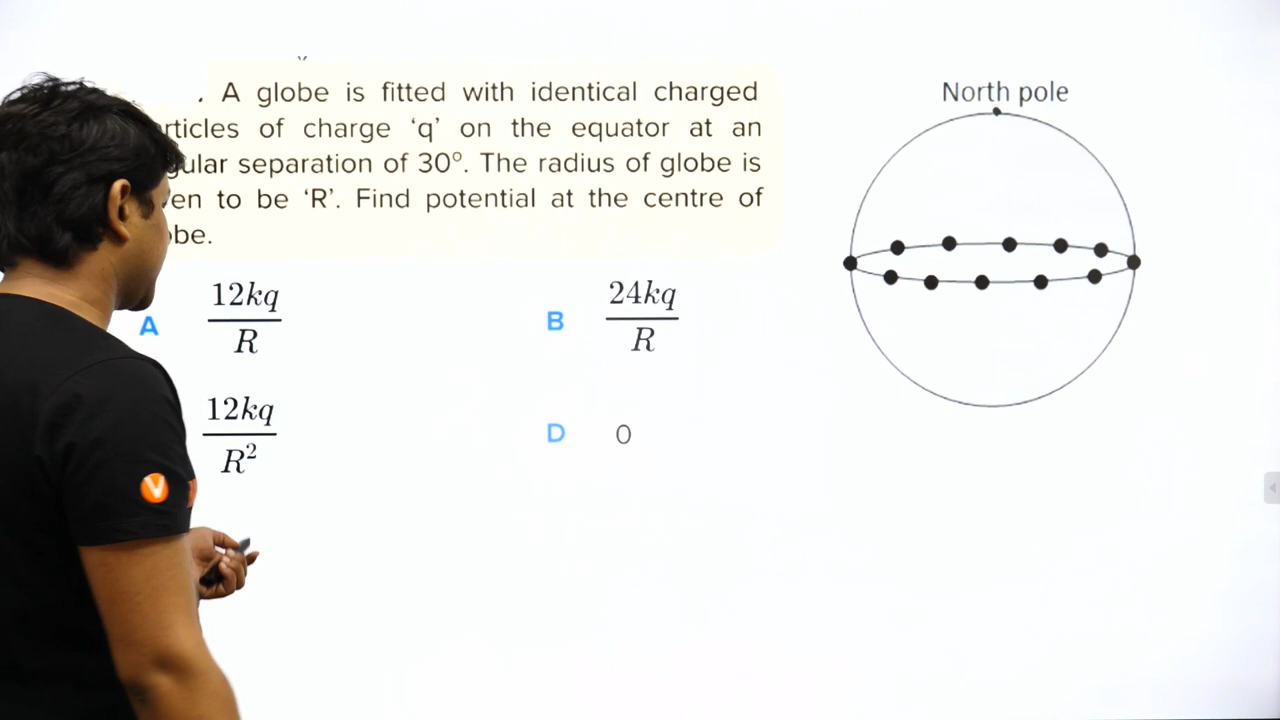 . A globe is fitted with identical charged
rticles of charge ‘q’ on the equator at an
gular separation of 30°. The radius of globe is
en to be ‘R’. Find potential at the centre of
be.
North pole
A 12kq/R
B 24kq/R
12kq/R²
D 0
V